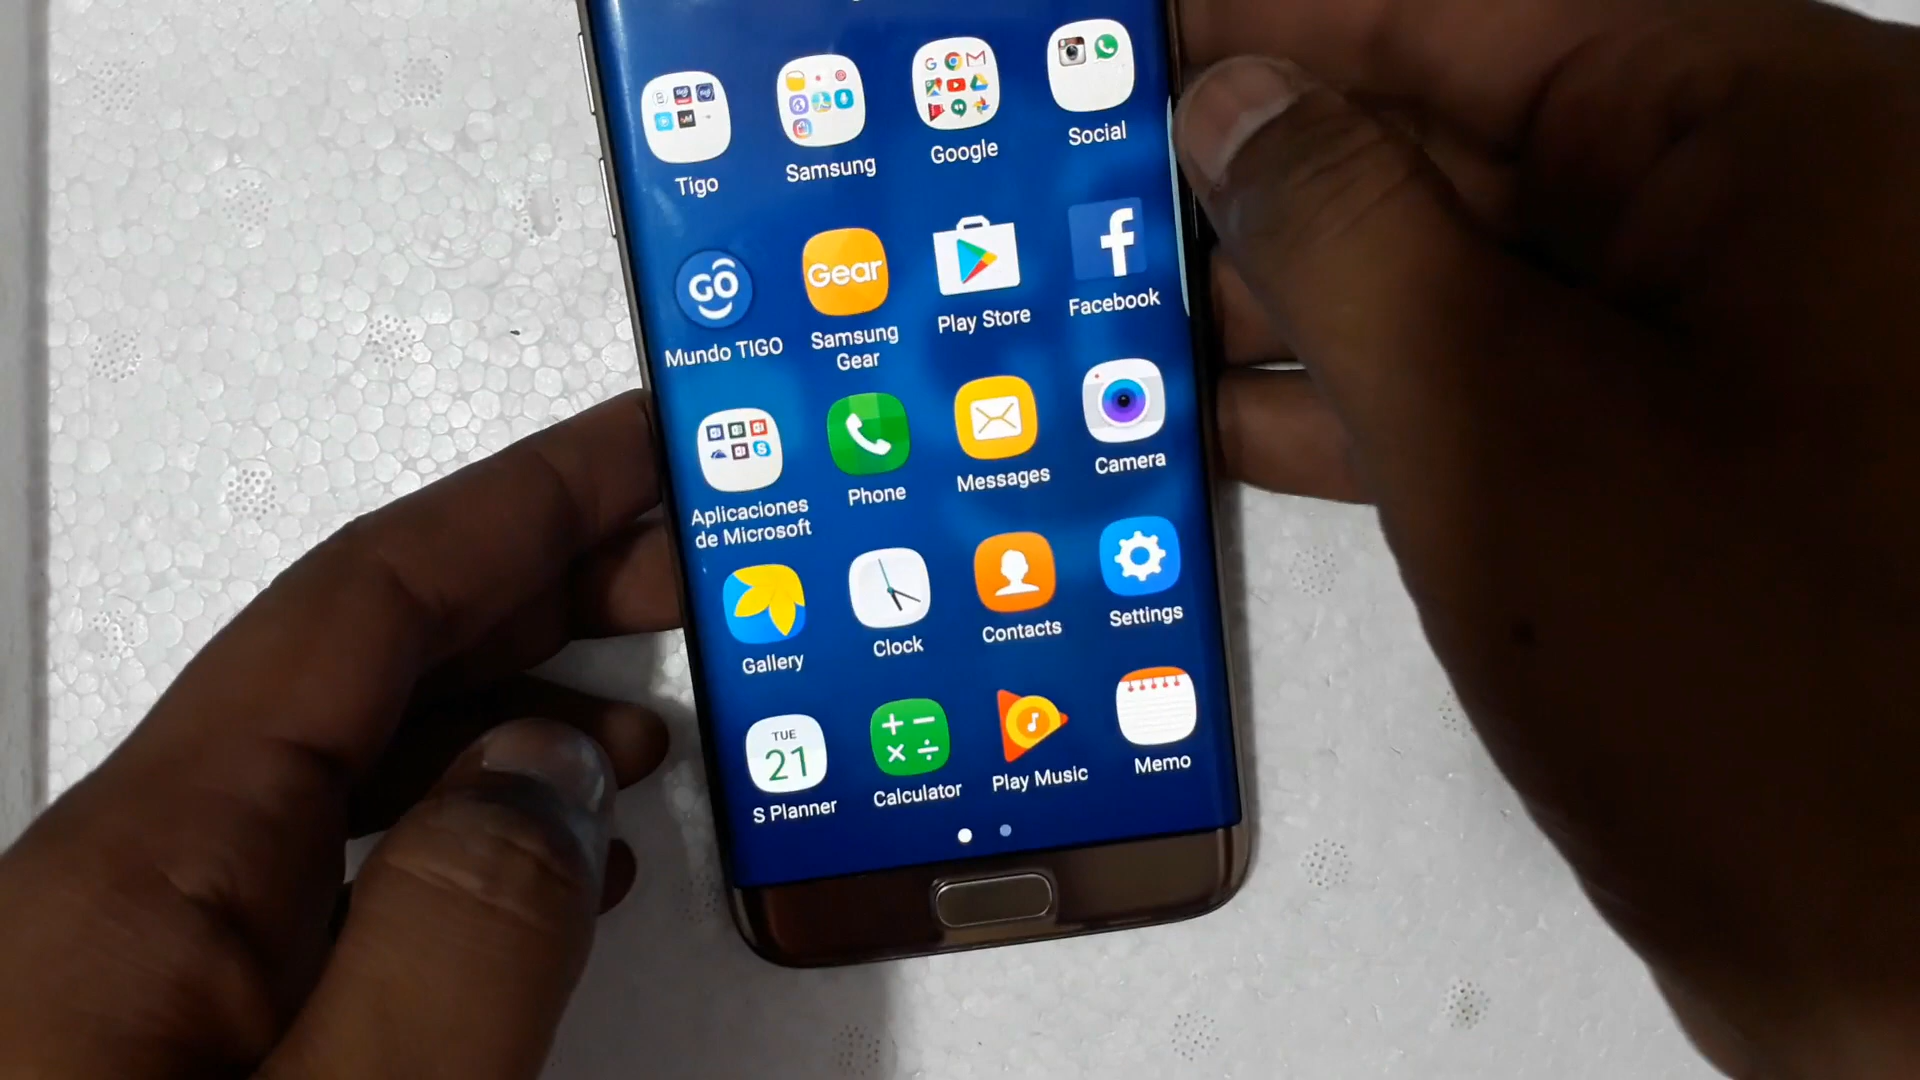 Tigo
Samsung
Google
Social
GO
Gear
f
Mundo TIGO
Samsung
Gear
Play Store
Facebook
Aplicaciones
de Microsoft
Phone
Messages
Camera
Gallery
Clock
Contacts
Settings
TUE
21
S Planner
Calculator
Play Music
Memo